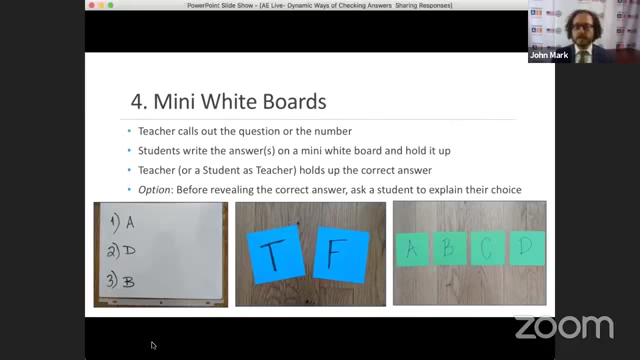 PowerPoint Slide Show - [AE Live- Dynamic Ways of Checking Answers Sharing Responses]
John Mark
4. Mini White Boards
• Teacher calls out the question or the number
• Students write the answer(s) on a mini white board and hold it up
• Teacher (or a Student as Teacher) holds up the correct answer
• Option: Before revealing the correct answer, ask a student to explain their choice
1) A
2) D
3) B
T F
A B C D
zoom